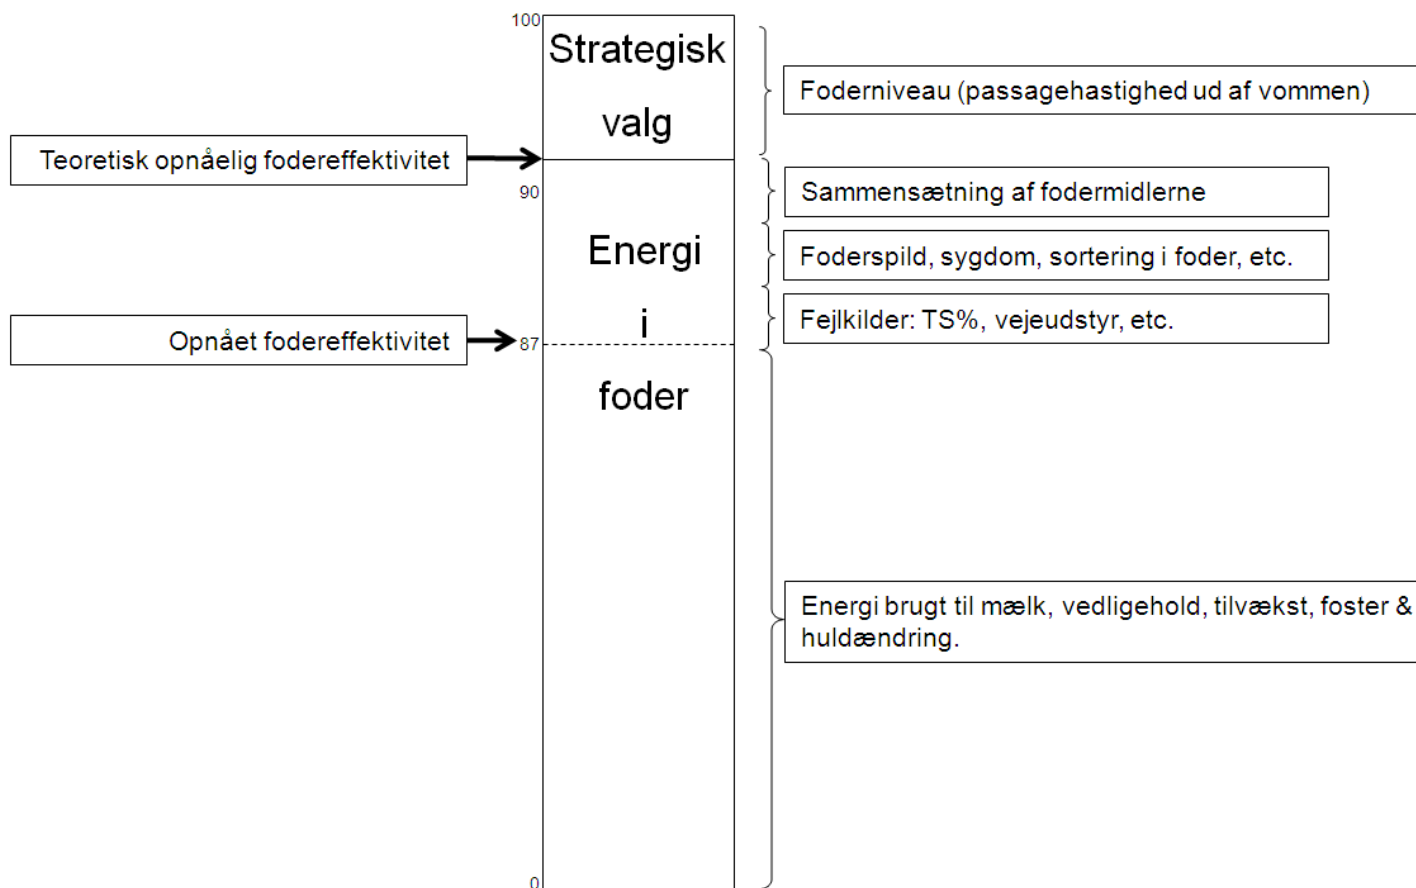 100
Strategisk
valg
Foderniveau (passagehastighed ud af vommen)
Teoretisk opnåelig fodereffektivitet
90
Sammensætning af fodermidlerne
Energi
Foderspild, sygdom, sortering i foder, etc.
i
Fejlkilder: TS%, vejeudstyr, etc.
Opnået fodereffektivitet
87
foder
Energi brugt til mælk, vedligehold, tilvækst, foster &
huldændring.
0